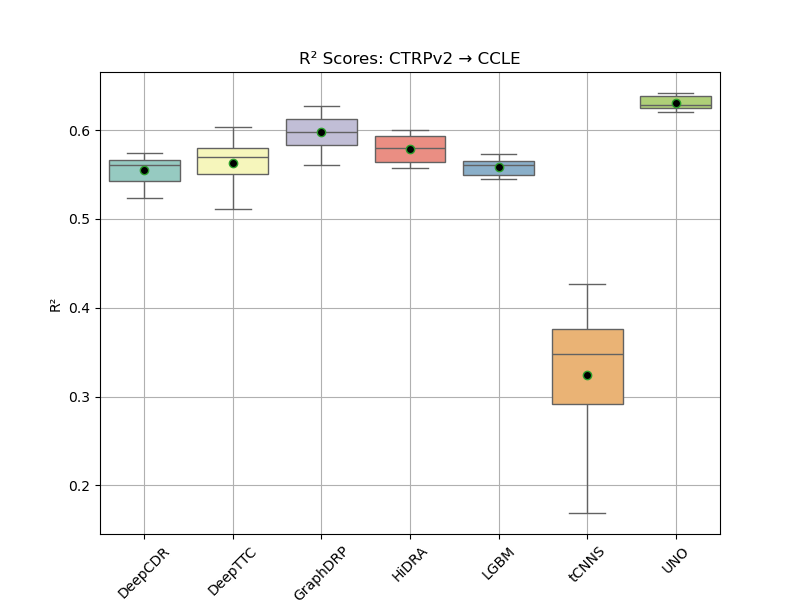 R² Scores: CTRPv2 → CCLE
R²
0.6
0.5
0.4
0.3
0.2
DeepCDR
DeepTTC
GraphDRP
HiDRA
LGBM
tCNNS
UNO